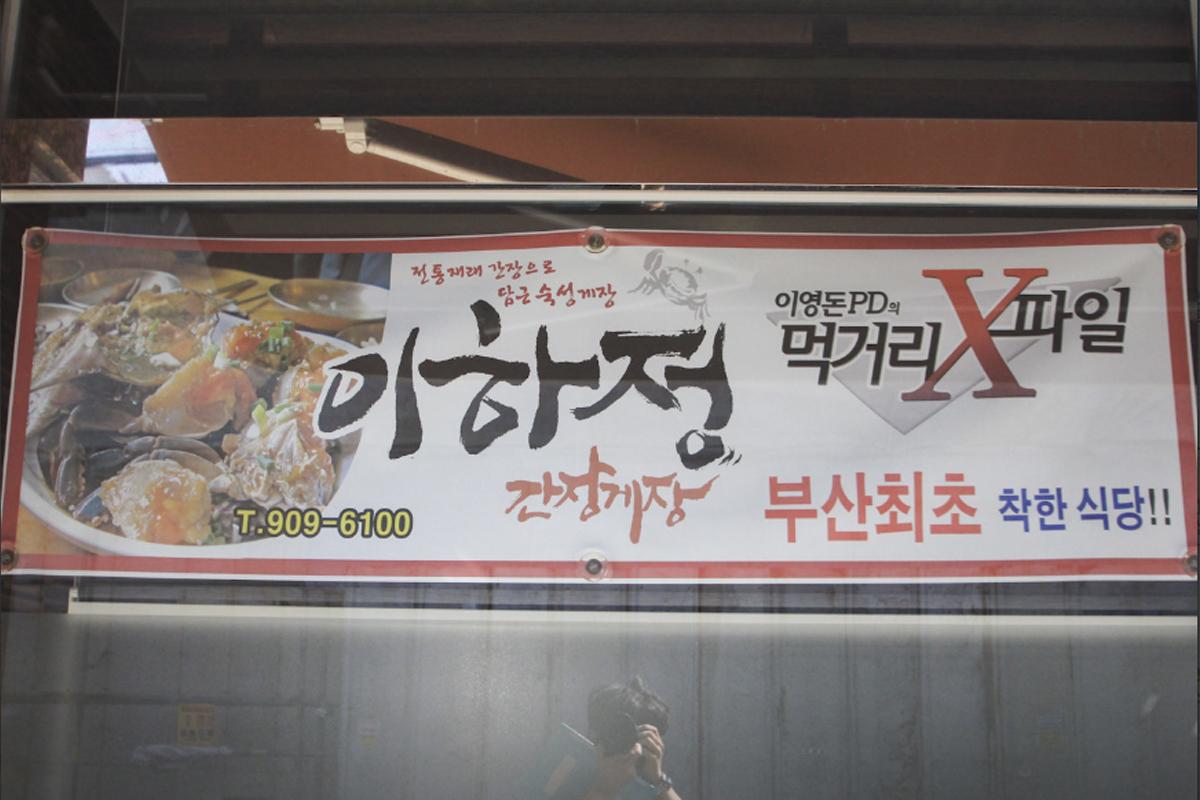 전통재래 간장으로
담근 숙성게장
이하정
간장게장
T.909-6100
이영돈PD의
먹거리X파일
부산최초 착한 식당!!